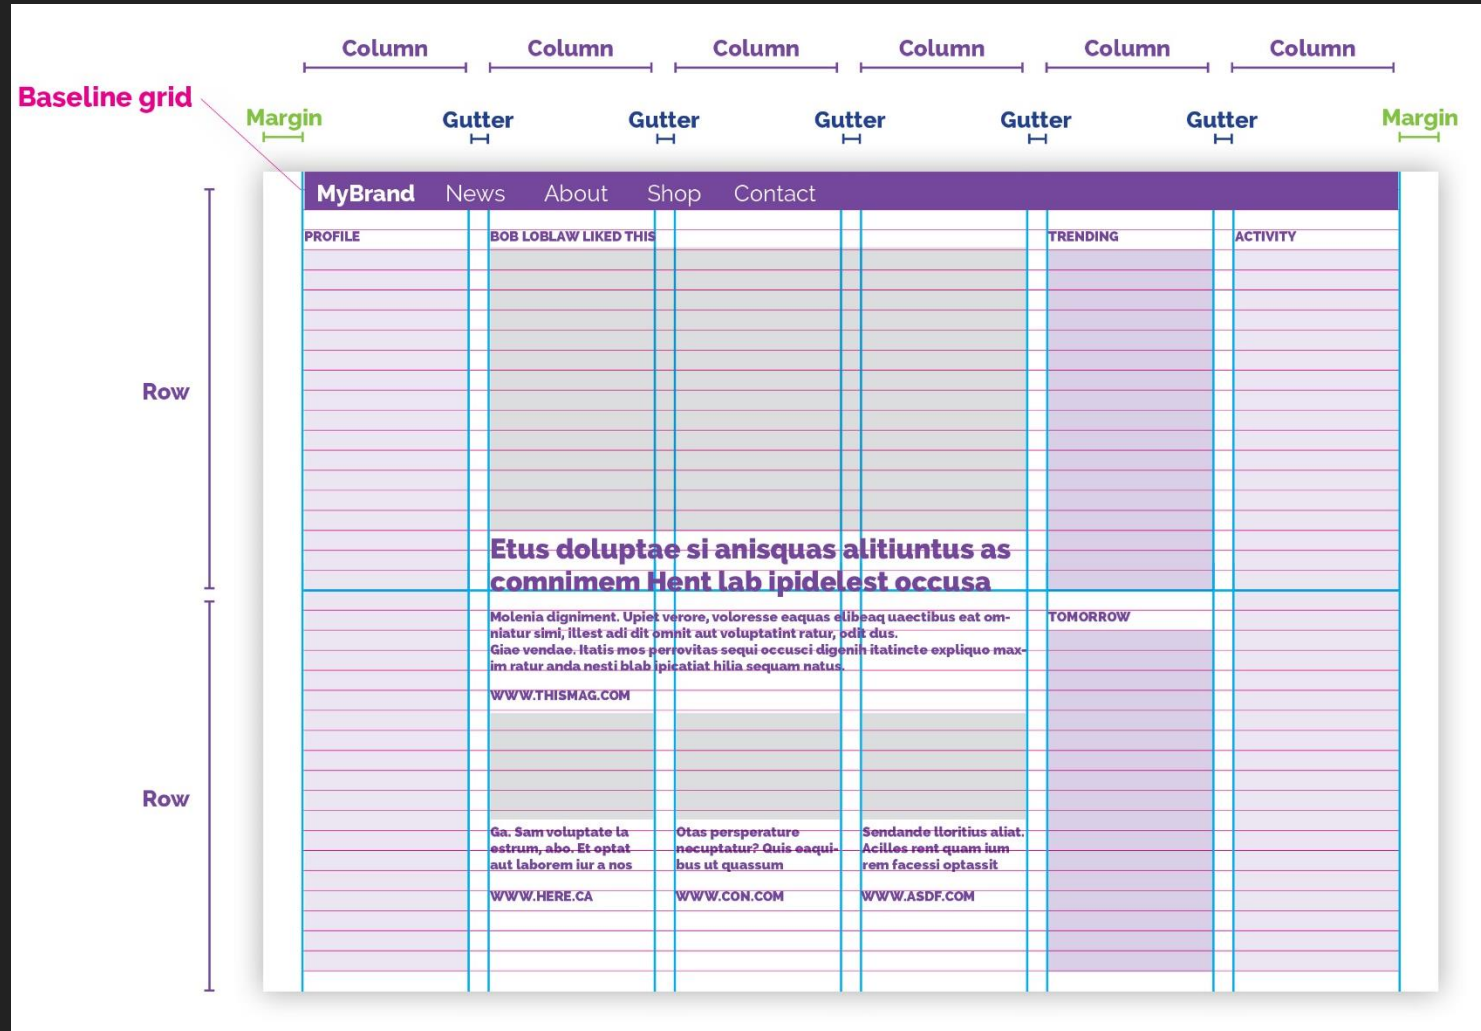 Column Column Column Column Column Column
Baseline grid
Margin Gutter Gutter Gutter Gutter Gutter Margin
MyBrand News About Shop Contact
PROFILE BOB LOBLAW LIKED THIS TRENDING ACTIVITY
Row
Etus doluptae si anisquas alitiuntus as
comnimem Hent lab ipidelest occusa
Molenia digniment. Upiet verore, voloresse eaquas elibeaq uaectibus eat om-
niatur simi, illest adi dit omnit aut voluptatint ratur, odit dus.
Giae vendae. Itatis mos perrovitas sequi occusci digenih itatincte expliquo max-
im ratur anda nesti blab ipicatiat hilia sequam natus.
TOMORROW
WWW.THISMAG.COM
Row
Ga. Sam voluptate la
estrum, abo. Et optat
aut laborem iur a nos
WWW.HERE.CA
Otas persperature
necuptatur? Quis eaqui-
bus ut quassum
WWW.CON.COM
Sendande lloritius aliat.
Acilles rent quam ium
rem facessi optassit
WWW.ASDF.COM